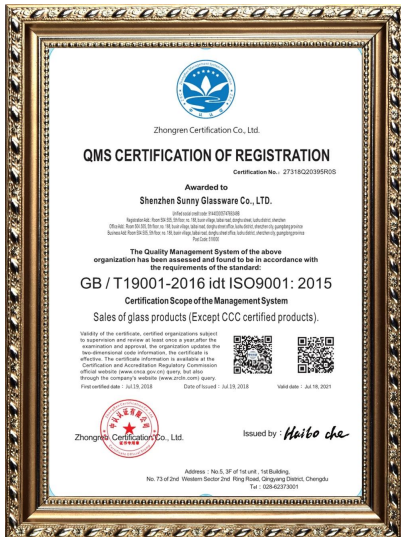 Zhongren Certification Co., Ltd.
QMS CERTIFICATION OF REGISTRATION
Certification No.: 27318Q20395R0S
Awarded to
Shenzhen Sunny Glassware Co., LTD.
The Quality Management System of the above
organization has been assessed and found to be in accordance with
the requirements of the standard:
GB / T19001-2016 idt ISO9001: 2015
Certification Scope of the Management System
Sales of glass products (Except CCC certified products).
Validity of the certificate, certified organizations subject
to supervision and review at least once a year, after the
examination and approval, the organization updates the
two-dimensional code information, the certificate is
effective. The certificate information is available at the
Certification and Accreditation Regulatory Commission
official website (www.cnca.gov.cn) query, but also
through the company's website (www.zrcln.com) query.
First certified date : Jul.19, 2018 Date of Issued : Jul.19, 2018 Valid date : Jul 18, 2021
Zhongren Certification Co., Ltd.
Issued by : Haibo che
Address : No.5, 3F of 1st unit , 1st Building,
No. 73 of 2nd Western Sector 2nd Ring Road, Qingyang District, Chengdu
Tel : 028-62373001